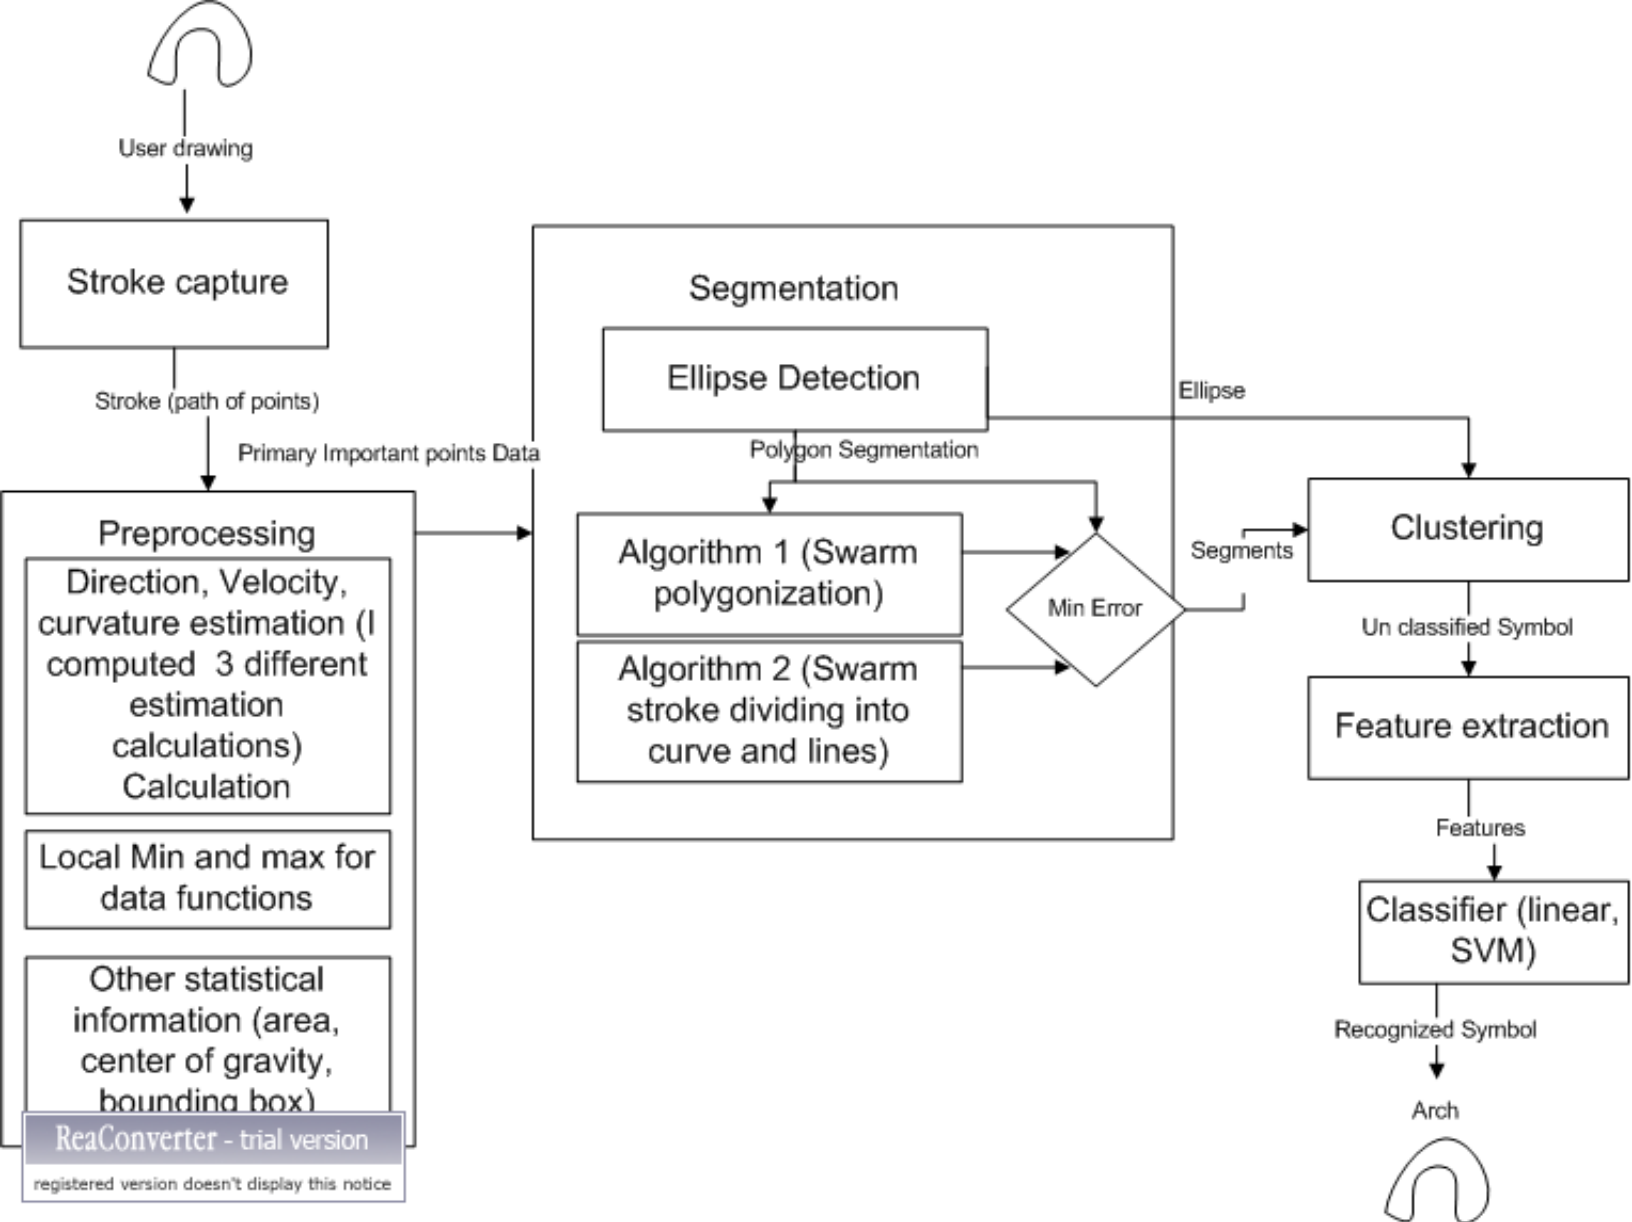 User drawing
Stroke capture
Stroke (path of points)
Primary Important points Data
Preprocessing
Direction, Velocity,
curvature estimation (I
computed  3 different
estimation
calculations)
Calculation
Local Min and max for
data functions
Other statistical
information (area,
center of gravity,
bounding box)
ReaConverter - trial version
registered version doesn't display this notice
Segmentation
Ellipse Detection
Polygon Segmentation
Algorithm 1 (Swarm
polygonization)
Algorithm 2 (Swarm
stroke dividing into
curve and lines)
Min Error
Ellipse
Segments
Clustering
Un classified Symbol
Feature extraction
Features
Classifier (linear,
SVM)
Recognized Symbol
Arch